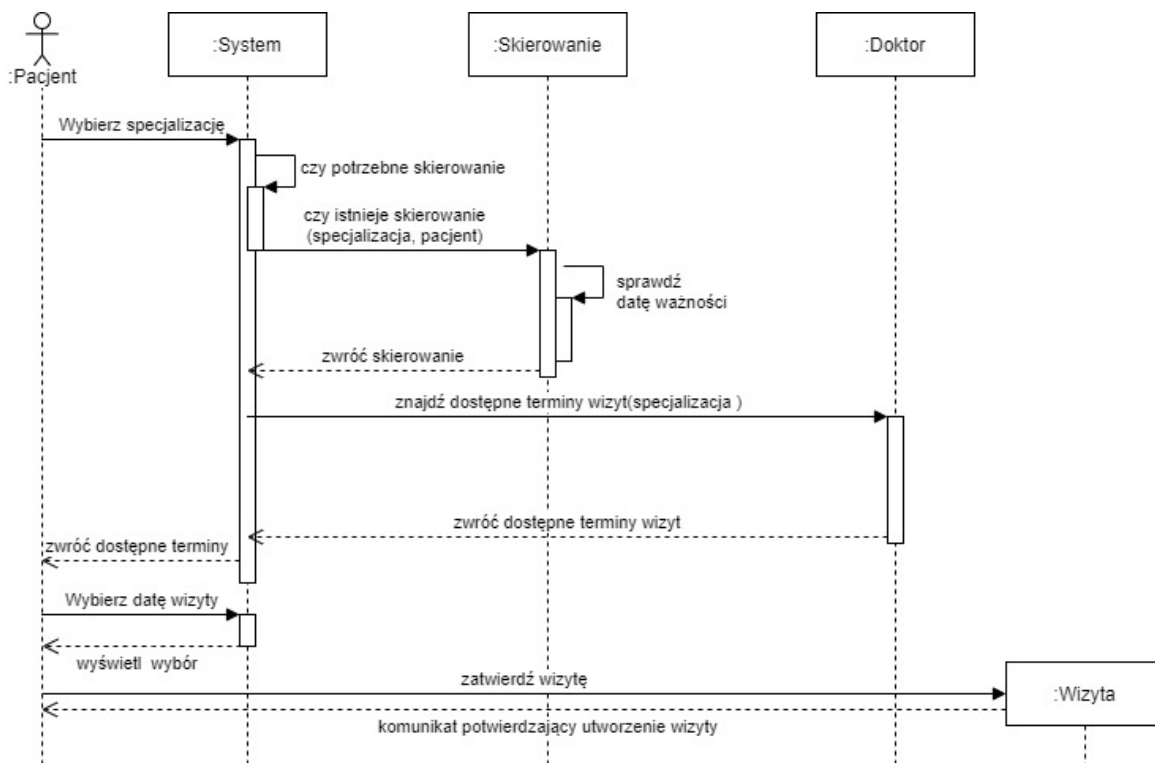 :Pacjent
:System
:Skierowanie
:Doktor
Wybierz specjalizację
czy potrzebne skierowanie
czy istnieje skierowanie
(specjalizacja, pacjent)
sprawdź
datę ważności
zwróć skierowanie
znajdź dostępne terminy wizyt(specjalizacja )
zwróć dostępne terminy wizyt
zwróć dostępne terminy
Wybierz datę wizyty
wyświetl wybór
zatwierdź wizytę
:Wizyta
komunikat potwierdzający utworzenie wizyty